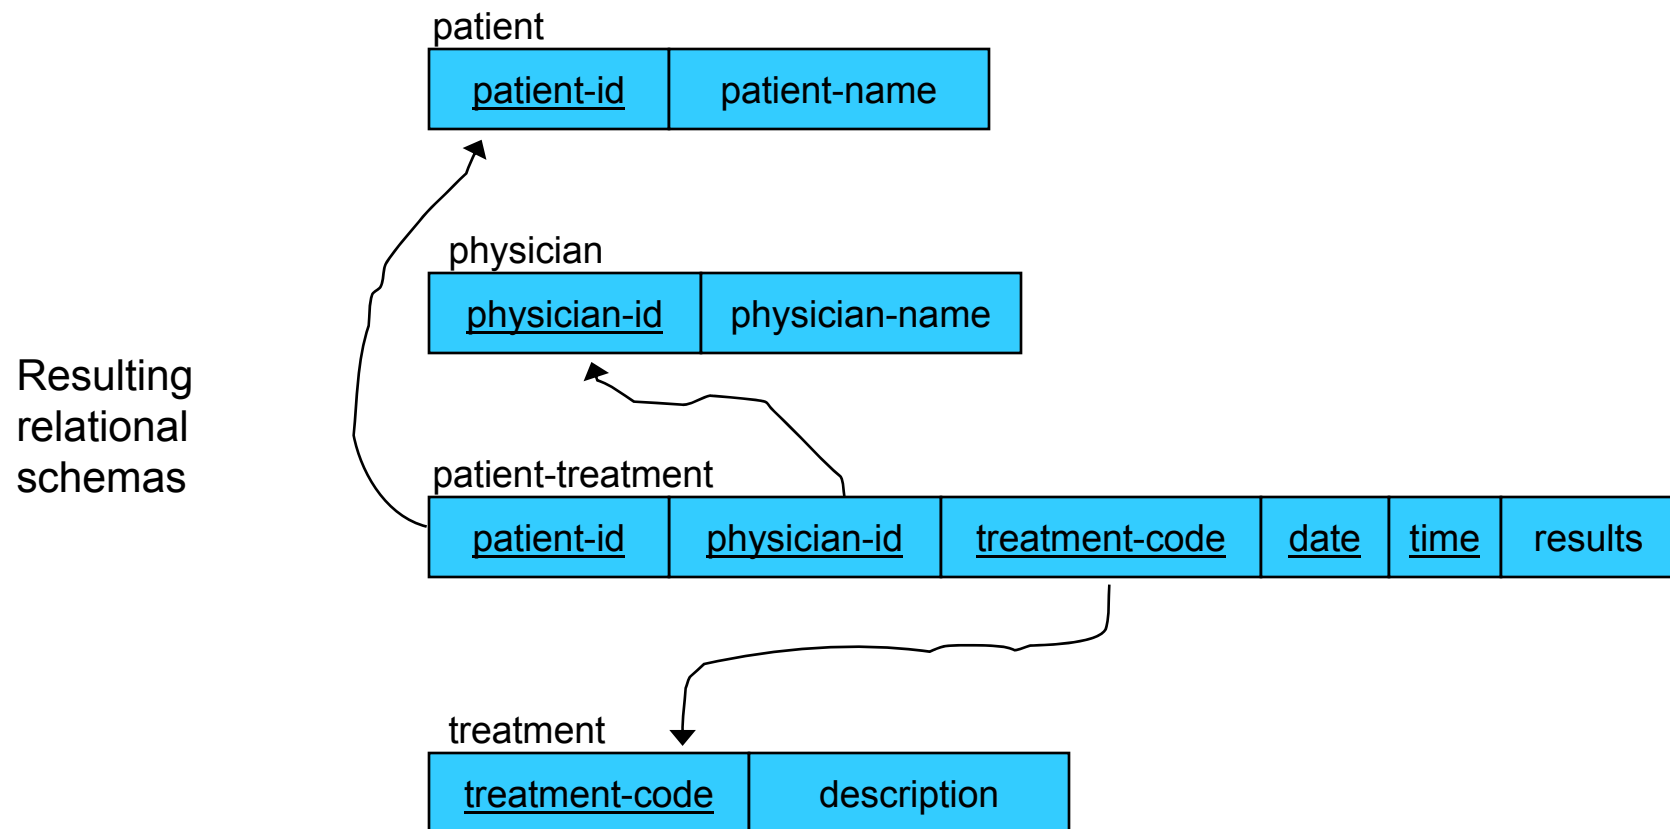 patient
patient-id patient-name
physician
physician-id physician-name
Resulting
relational
schemas
patient-treatment
patient-id physician-id treatment-code date time results
treatment
treatment-code description